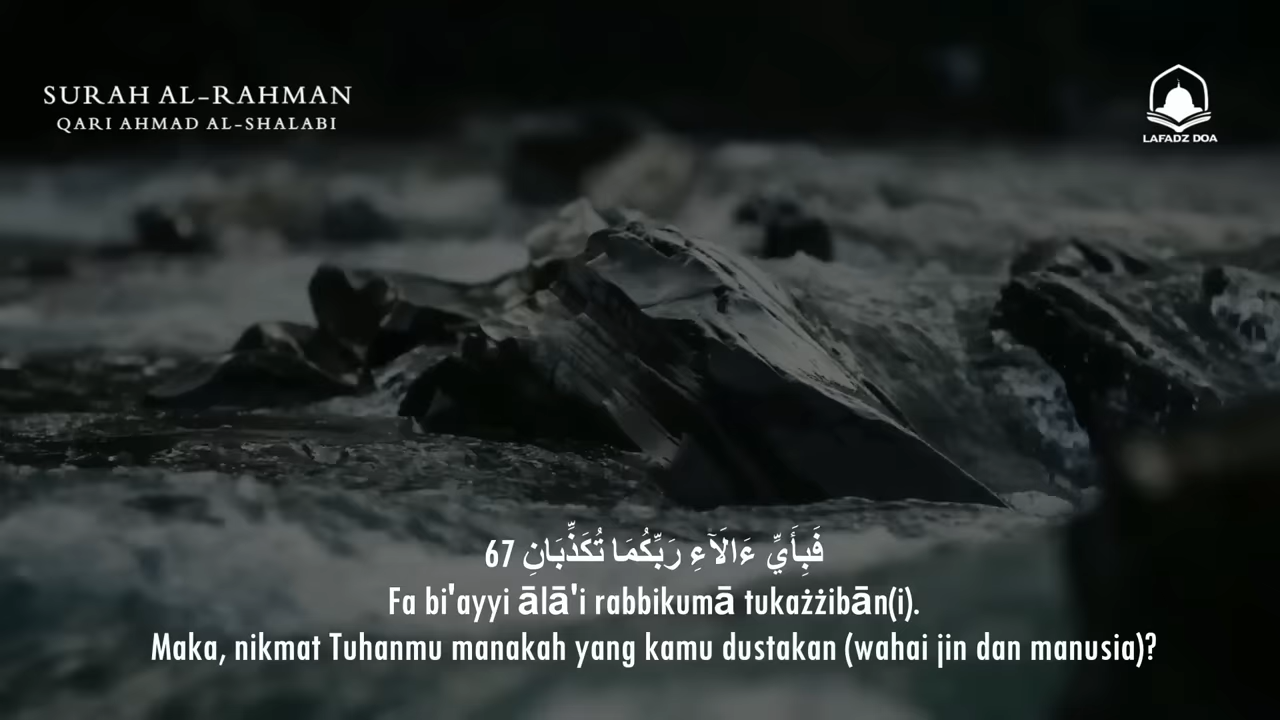 SURAH AL-RAHMAN
QARI AHMAD AL-SHALABI
LAFADZ DOA
فَبِأَيِّ ءَالَآءِ رَبِّكُمَا تُكَذِّبَانِ 67
Fa bi'ayyi ālā'i rabbikumā tukażżibān(i).
Maka, nikmat Tuhanmu manakah yang kamu dustakan (wahai jin dan manusia)?